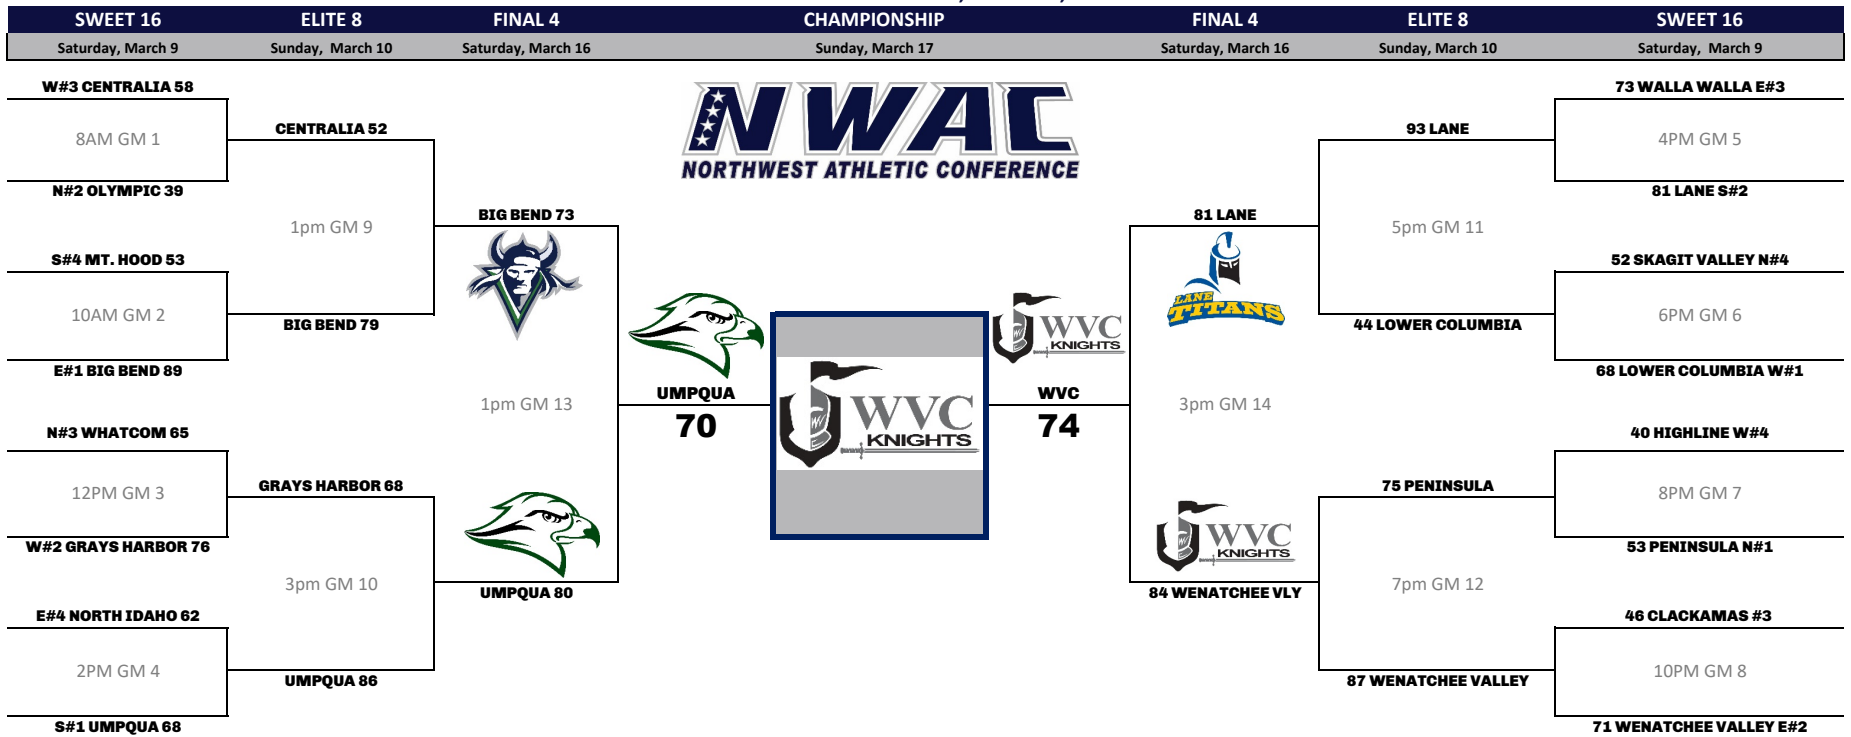 SWEET 16 ELITE 8 FINAL 4 CHAMPIONSHIP FINAL 4 ELITE 8 SWEET 16
Saturday, March 9 Sunday, March 10 Saturday, March 16 Sunday, March 17 Saturday, March 16 Sunday, March 10 Saturday, March 9
W#3 CENTRALIA 58
8AM GM 1
N#2 OLYMPIC 39
S#4 MT. HOOD 53
10AM GM 2
E#1 BIG BEND 89
N#3 WHATCOM 65
12PM GM 3
W#2 GRAYS HARBOR 76
E#4 NORTH IDAHO 62
2PM GM 4
S#1 UMPQUA 68
CENTRALIA 52
1pm GM 9
BIG BEND 79
GRAYS HARBOR 68
3pm GM 10
UMPQUA 86
BIG BEND 73
1pm GM 13
UMPQUA 80
NWAC
NORTHWEST ATHLETIC CONFERENCE
UMPQUA
70
WVC
KNIGHTS
WVC
KNIGHTS
WVC
74
81 LANE
LANE
TITANS
3pm GM 14
WVC
KNIGHTS
84 WENATCHEE VLY
93 LANE
5pm GM 11
44 LOWER COLUMBIA
75 PENINSULA
7pm GM 12
87 WENATCHEE VALLEY
73 WALLA WALLA E#3
4PM GM 5
81 LANE S#2
52 SKAGIT VALLEY N#4
6PM GM 6
68 LOWER COLUMBIA W#1
40 HIGHLINE W#4
8PM GM 7
53 PENINSULA N#1
46 CLACKAMAS #3
10PM GM 8
71 WENATCHEE VALLEY E#2